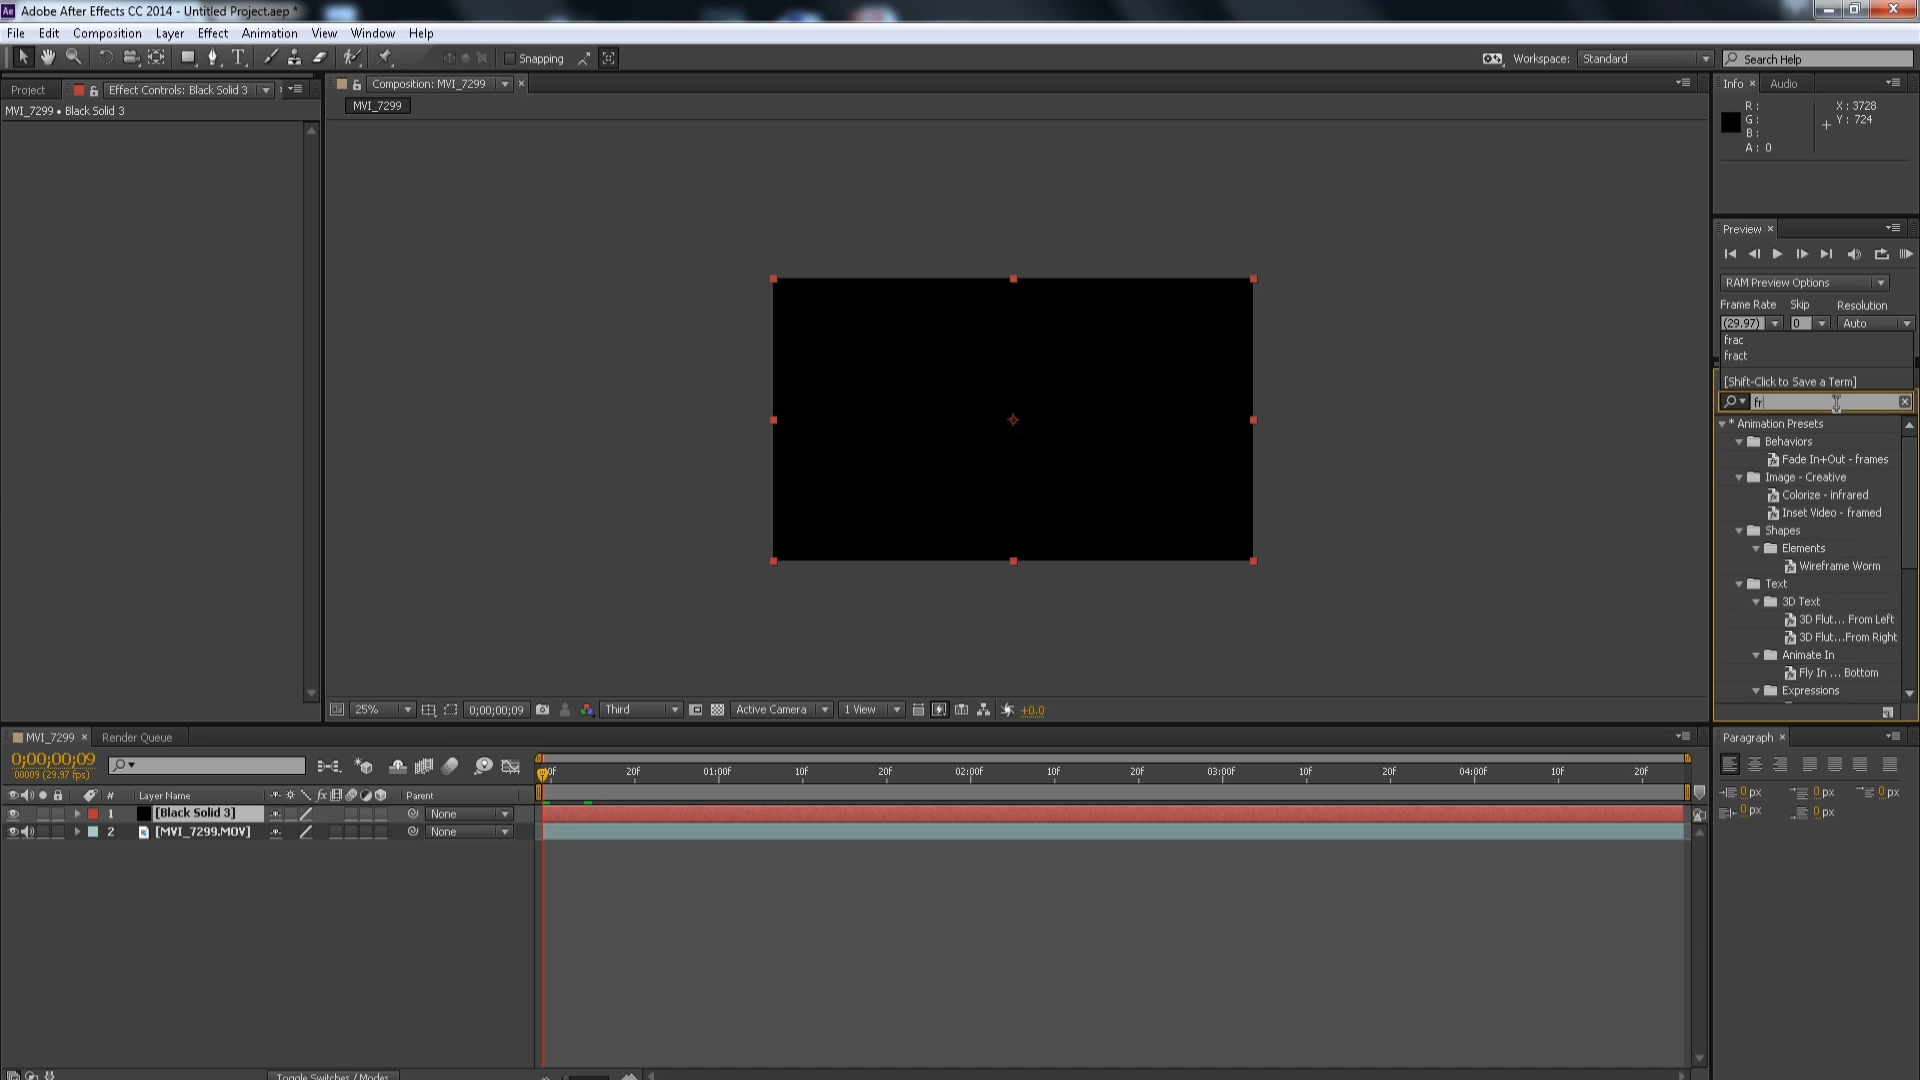 Adobe After Effects CC 2014 - Untitled Project.aep *
File Edit Composition Layer Effect Animation View Window Help
Snapping
Workspace: Standard
Search Help
Project
Effect Controls: Black Solid 3
MVI_7299 • Black Solid 3
Composition: MVI_7299
MVI_7299
Info Audio
R : X : 3728
G : Y : 724
B :
A : 0
Preview
RAM Preview Options
Frame Rate Skip Resolution
(29.97) 0 Auto
frac
fract
[Shift-Click to Save a Term]
fr
* Animation Presets
Behaviors
Fade In+Out - frames
Image - Creative
Colorize - infrared
Inset Video - framed
Shapes
Elements
Wireframe Worm
Text
3D Text
3D Flut... From Left
3D Flut...From Right
Animate In
Fly In ... Bottom
Expressions
25% 0;00;00;09 Third Active Camera 1 View +0.0
MVI_7299 Render Queue
0;00;00;09
00009 (29.97 fps)
# Layer Name Parent
1 [Black Solid 3] None
2 [MVI_7299.MOV] None
20f 01:00f 10f 20f 02:00f 10f 20f 03:00f 10f 20f 04:00f 10f 20f
Toggle Switches / Modes
Paragraph
0 px 0 px 0 px
0 px 0 px